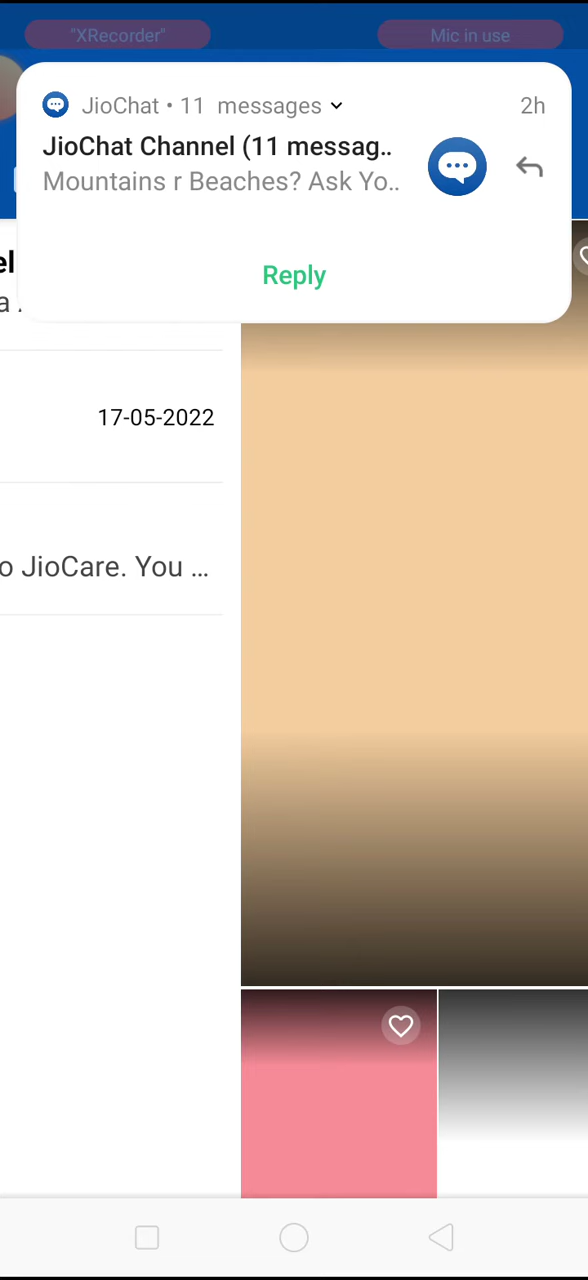 "XRecorder"
Mic in use
JioChat • 11 messages
2h
JioChat Channel (11 messag..
Mountains r Beaches? Ask Yo..
Reply
el
a .
17-05-2022
o JioCare. You ...